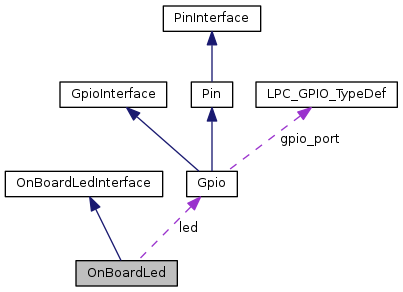 PinInterface
GpioInterface
Pin
LPC_GPIO_TypeDef
gpio_port
OnBoardLedInterface
Gpio
led
OnBoardLed